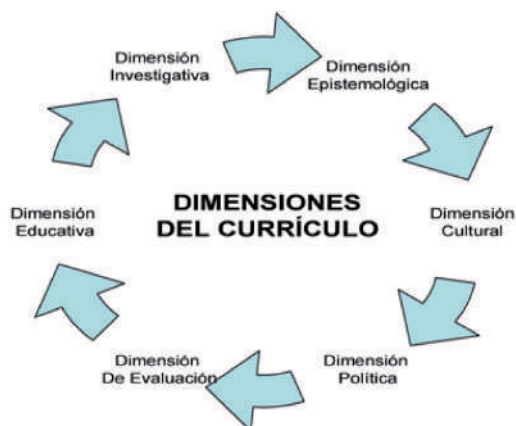 Dimensión
Investigativa
Dimensión
Epistemológica
Dimensión
Educativa
DIMENSIONES
DEL CURRÍCULO
Dimensión
Cultural
Dimensión
De Evaluación
Dimensión
Política